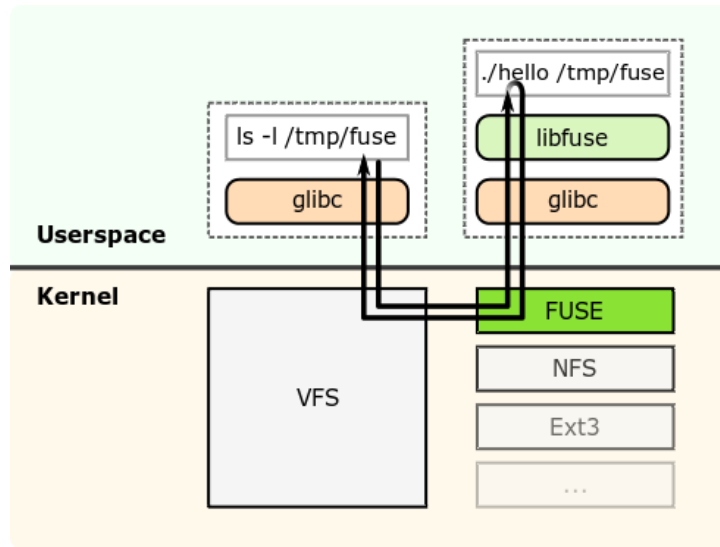 ./hello /tmp/fuse
ls -l /tmp/fuse
libfuse
glibc
glibc
Userspace
Kernel
FUSE
NFS
VFS
Ext3
...